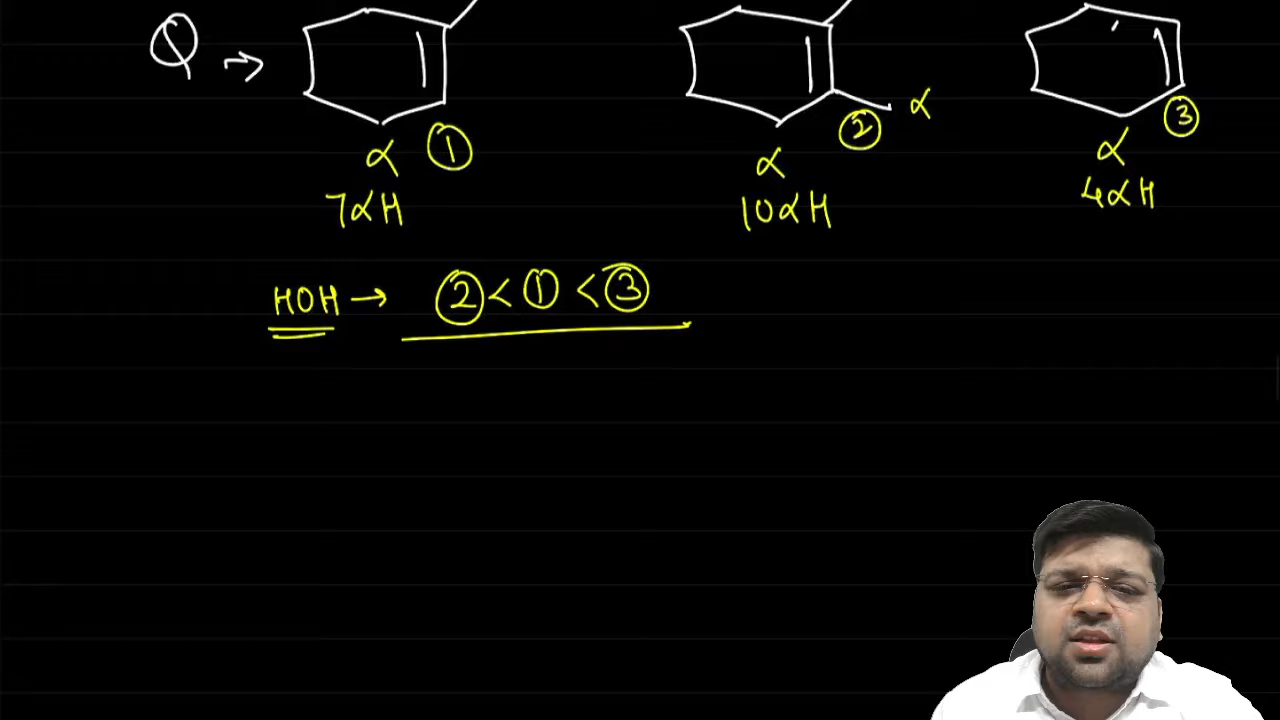 Q →
α ①
② α
③
α
α
7αH
10αH
4αH
HOH → ② < ① < ③